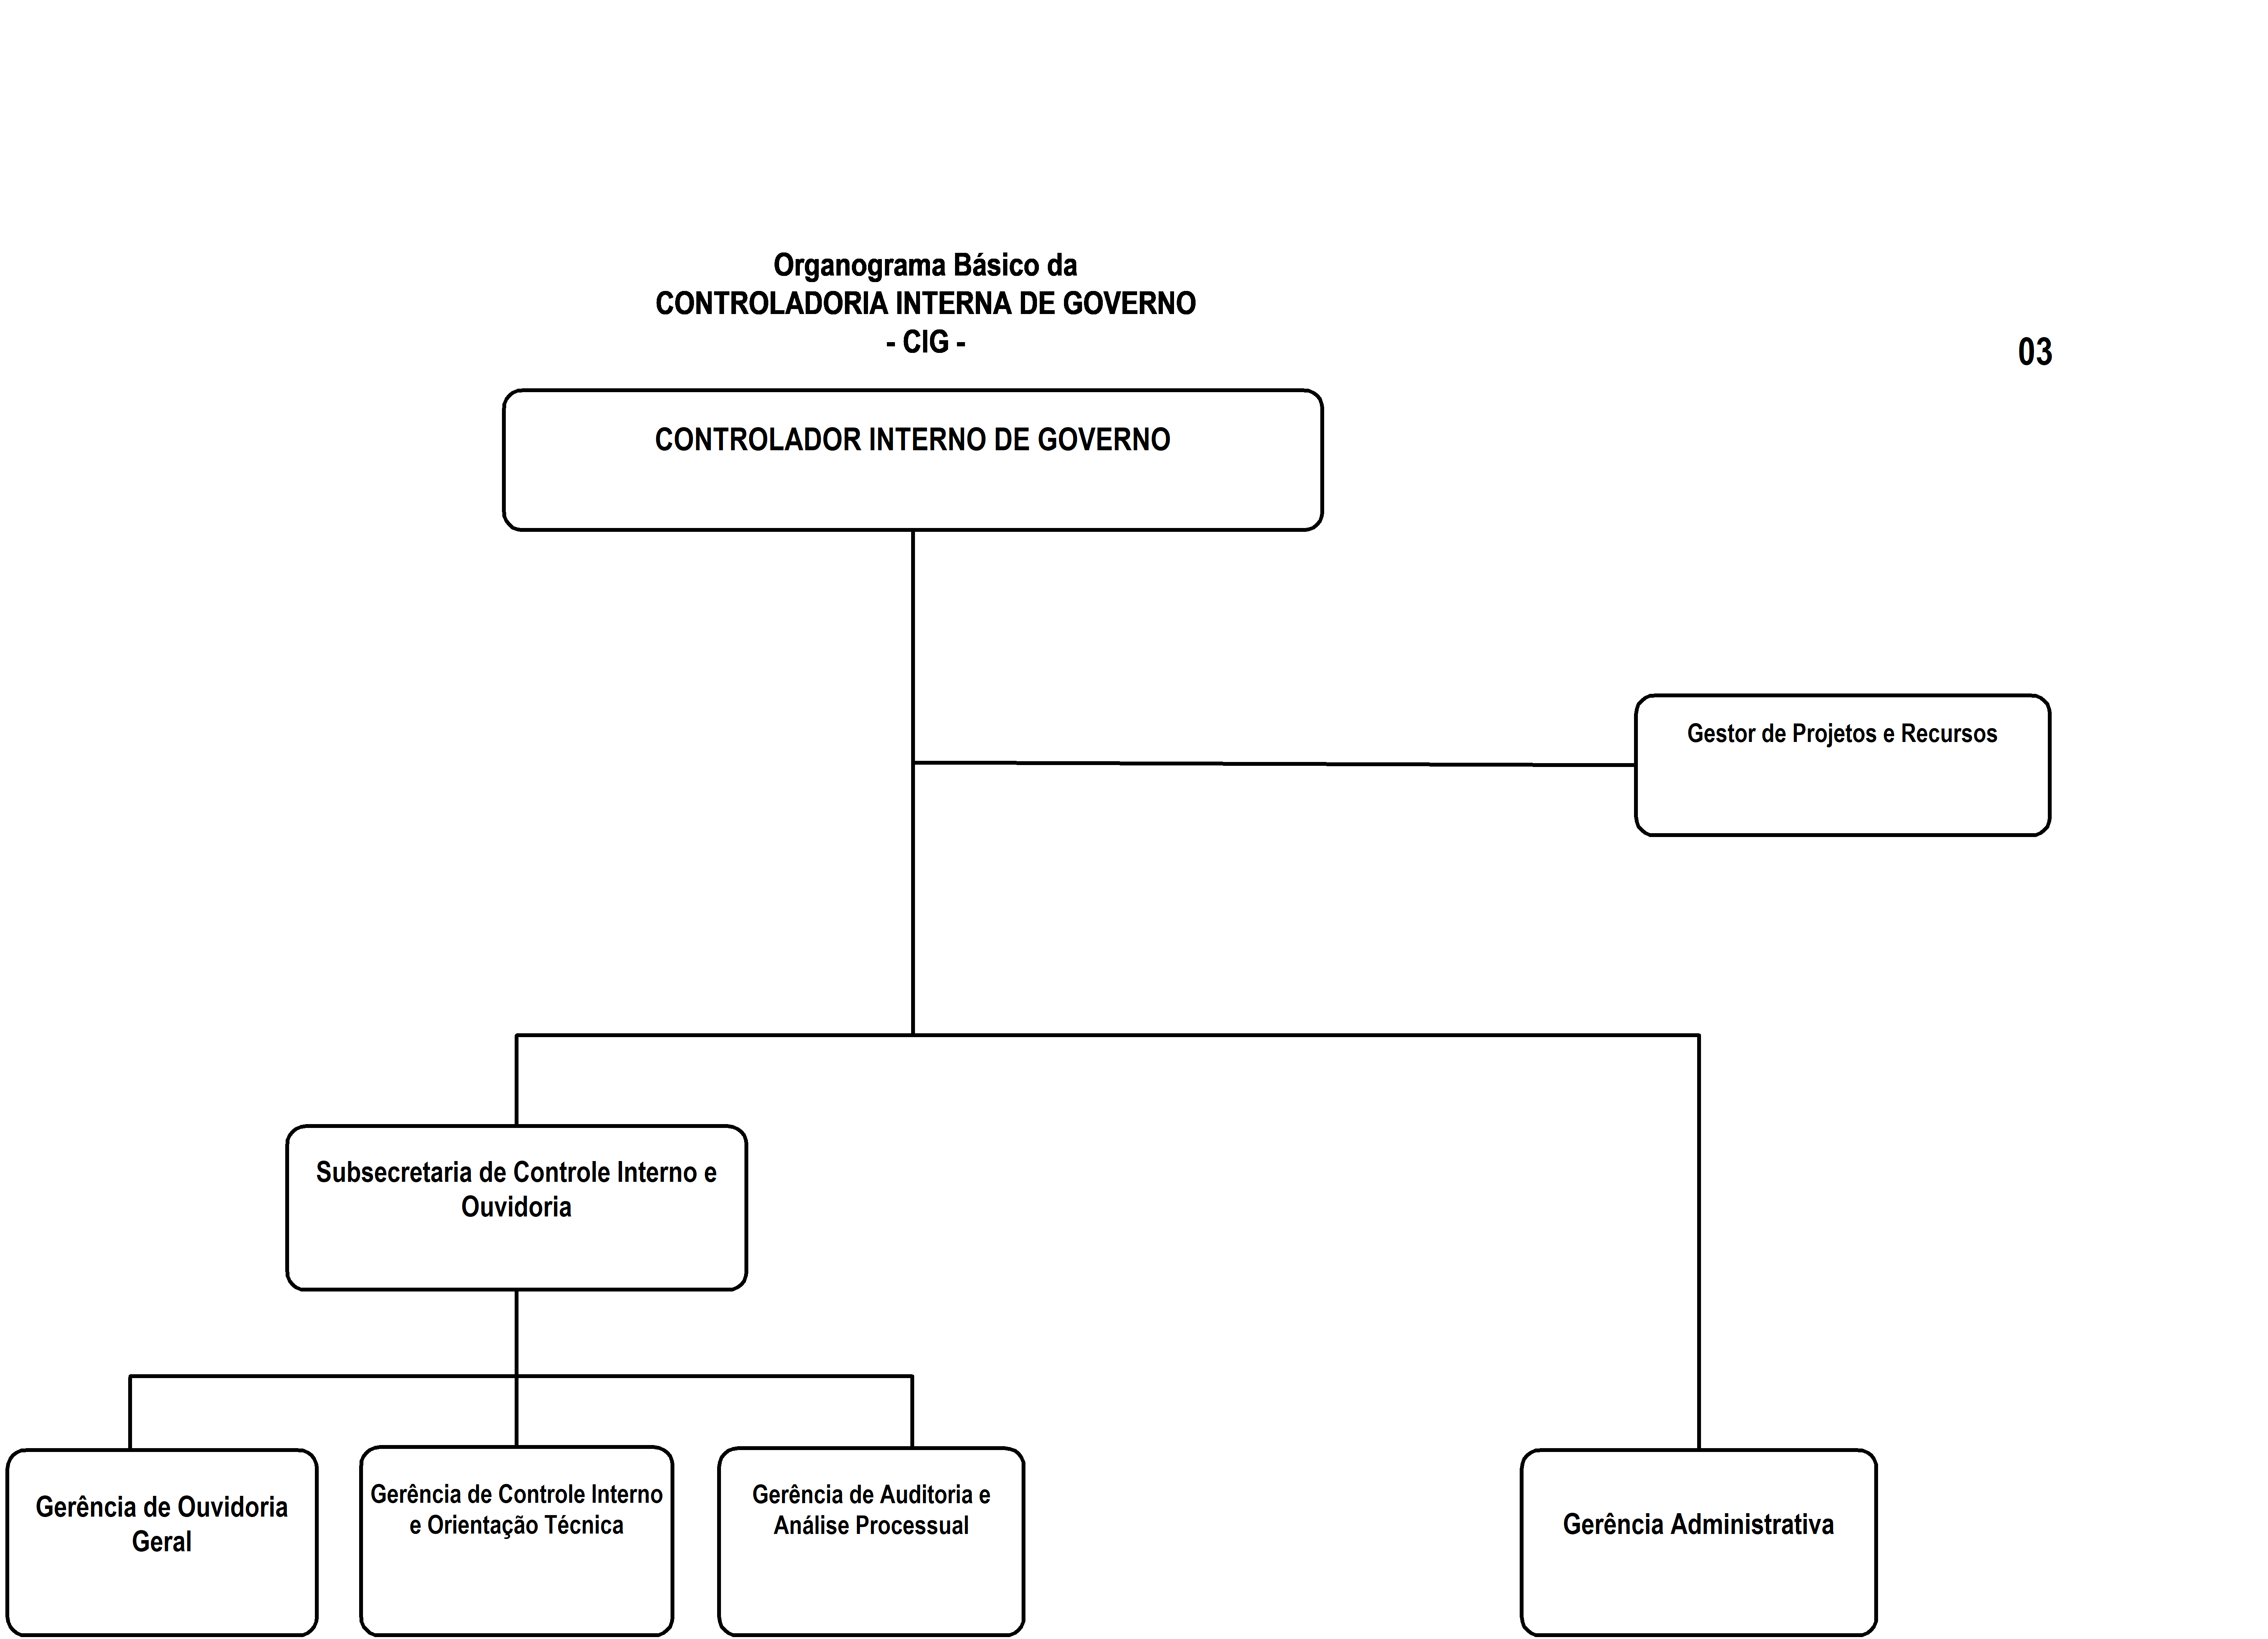 Organograma Básico da
CONTROLADORIA INTERNA DE GOVERNO
- CIG -
03
CONTROLADOR INTERNO DE GOVERNO
Gestor de Projetos e Recursos
Subsecretaria de Controle Interno e
Ouvidoria
Gerência de Ouvidoria
Geral
Gerência de Controle Interno
e Orientação Técnica
Gerência de Auditoria e
Análise Processual
Gerência Administrativa